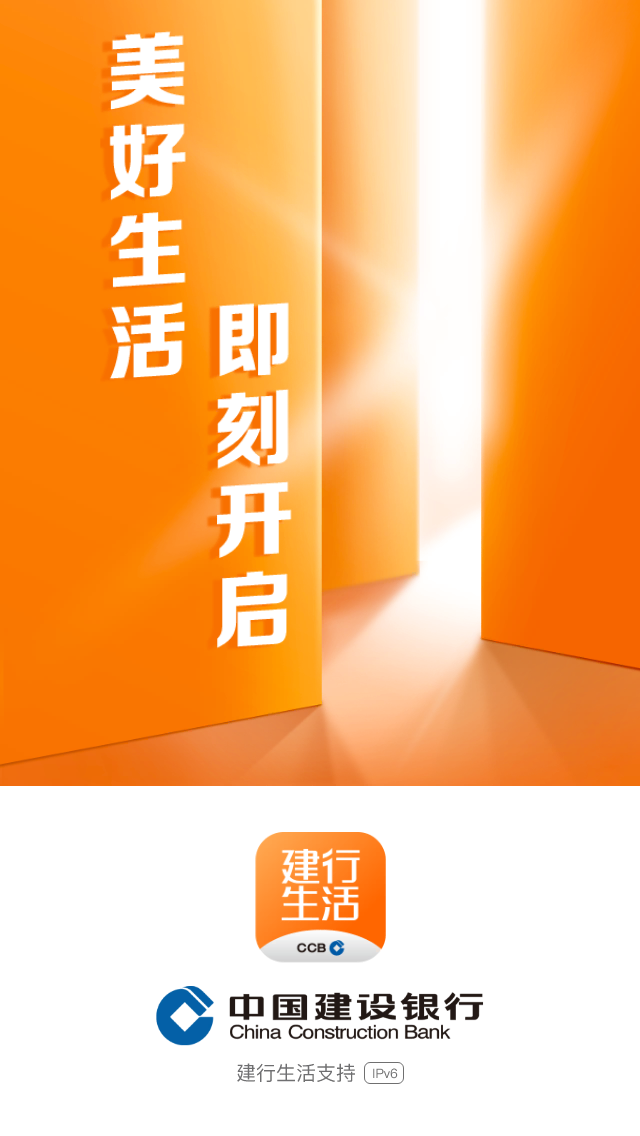 美好生活
即刻开启
建行
生活
CCB
中国建设银行
China Construction Bank
建行生活支持 IPv6